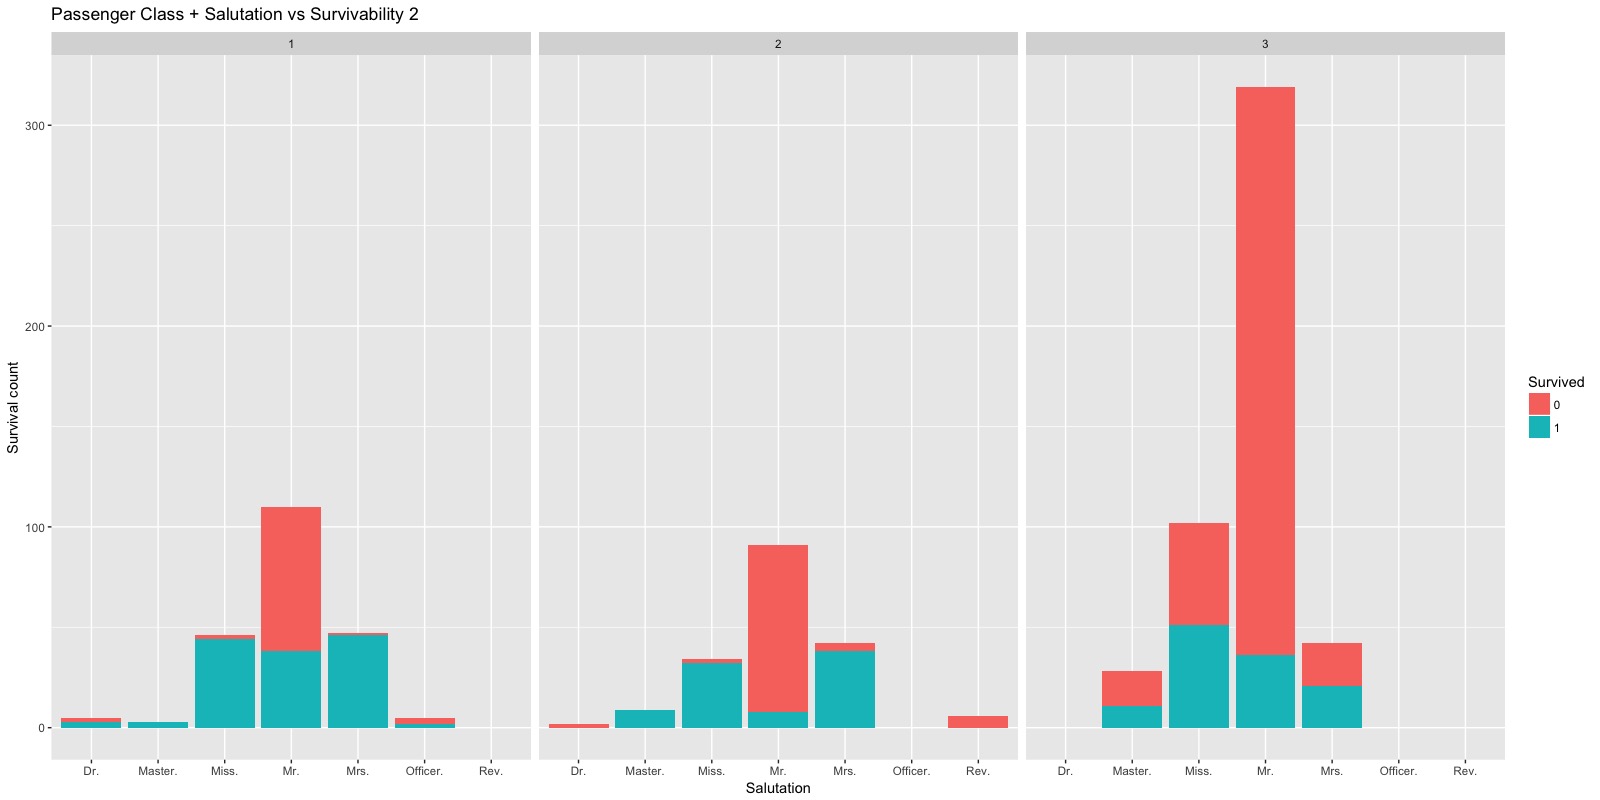 Passenger Class + Salutation vs Survivability 2
1
2
3
Survival count
300
200
100
0
Dr. Master. Miss. Mr. Mrs. Officer. Rev.
Dr. Master. Miss. Mr. Mrs. Officer. Rev.
Dr. Master. Miss. Mr. Mrs. Officer. Rev.
Salutation
Survived
0
1